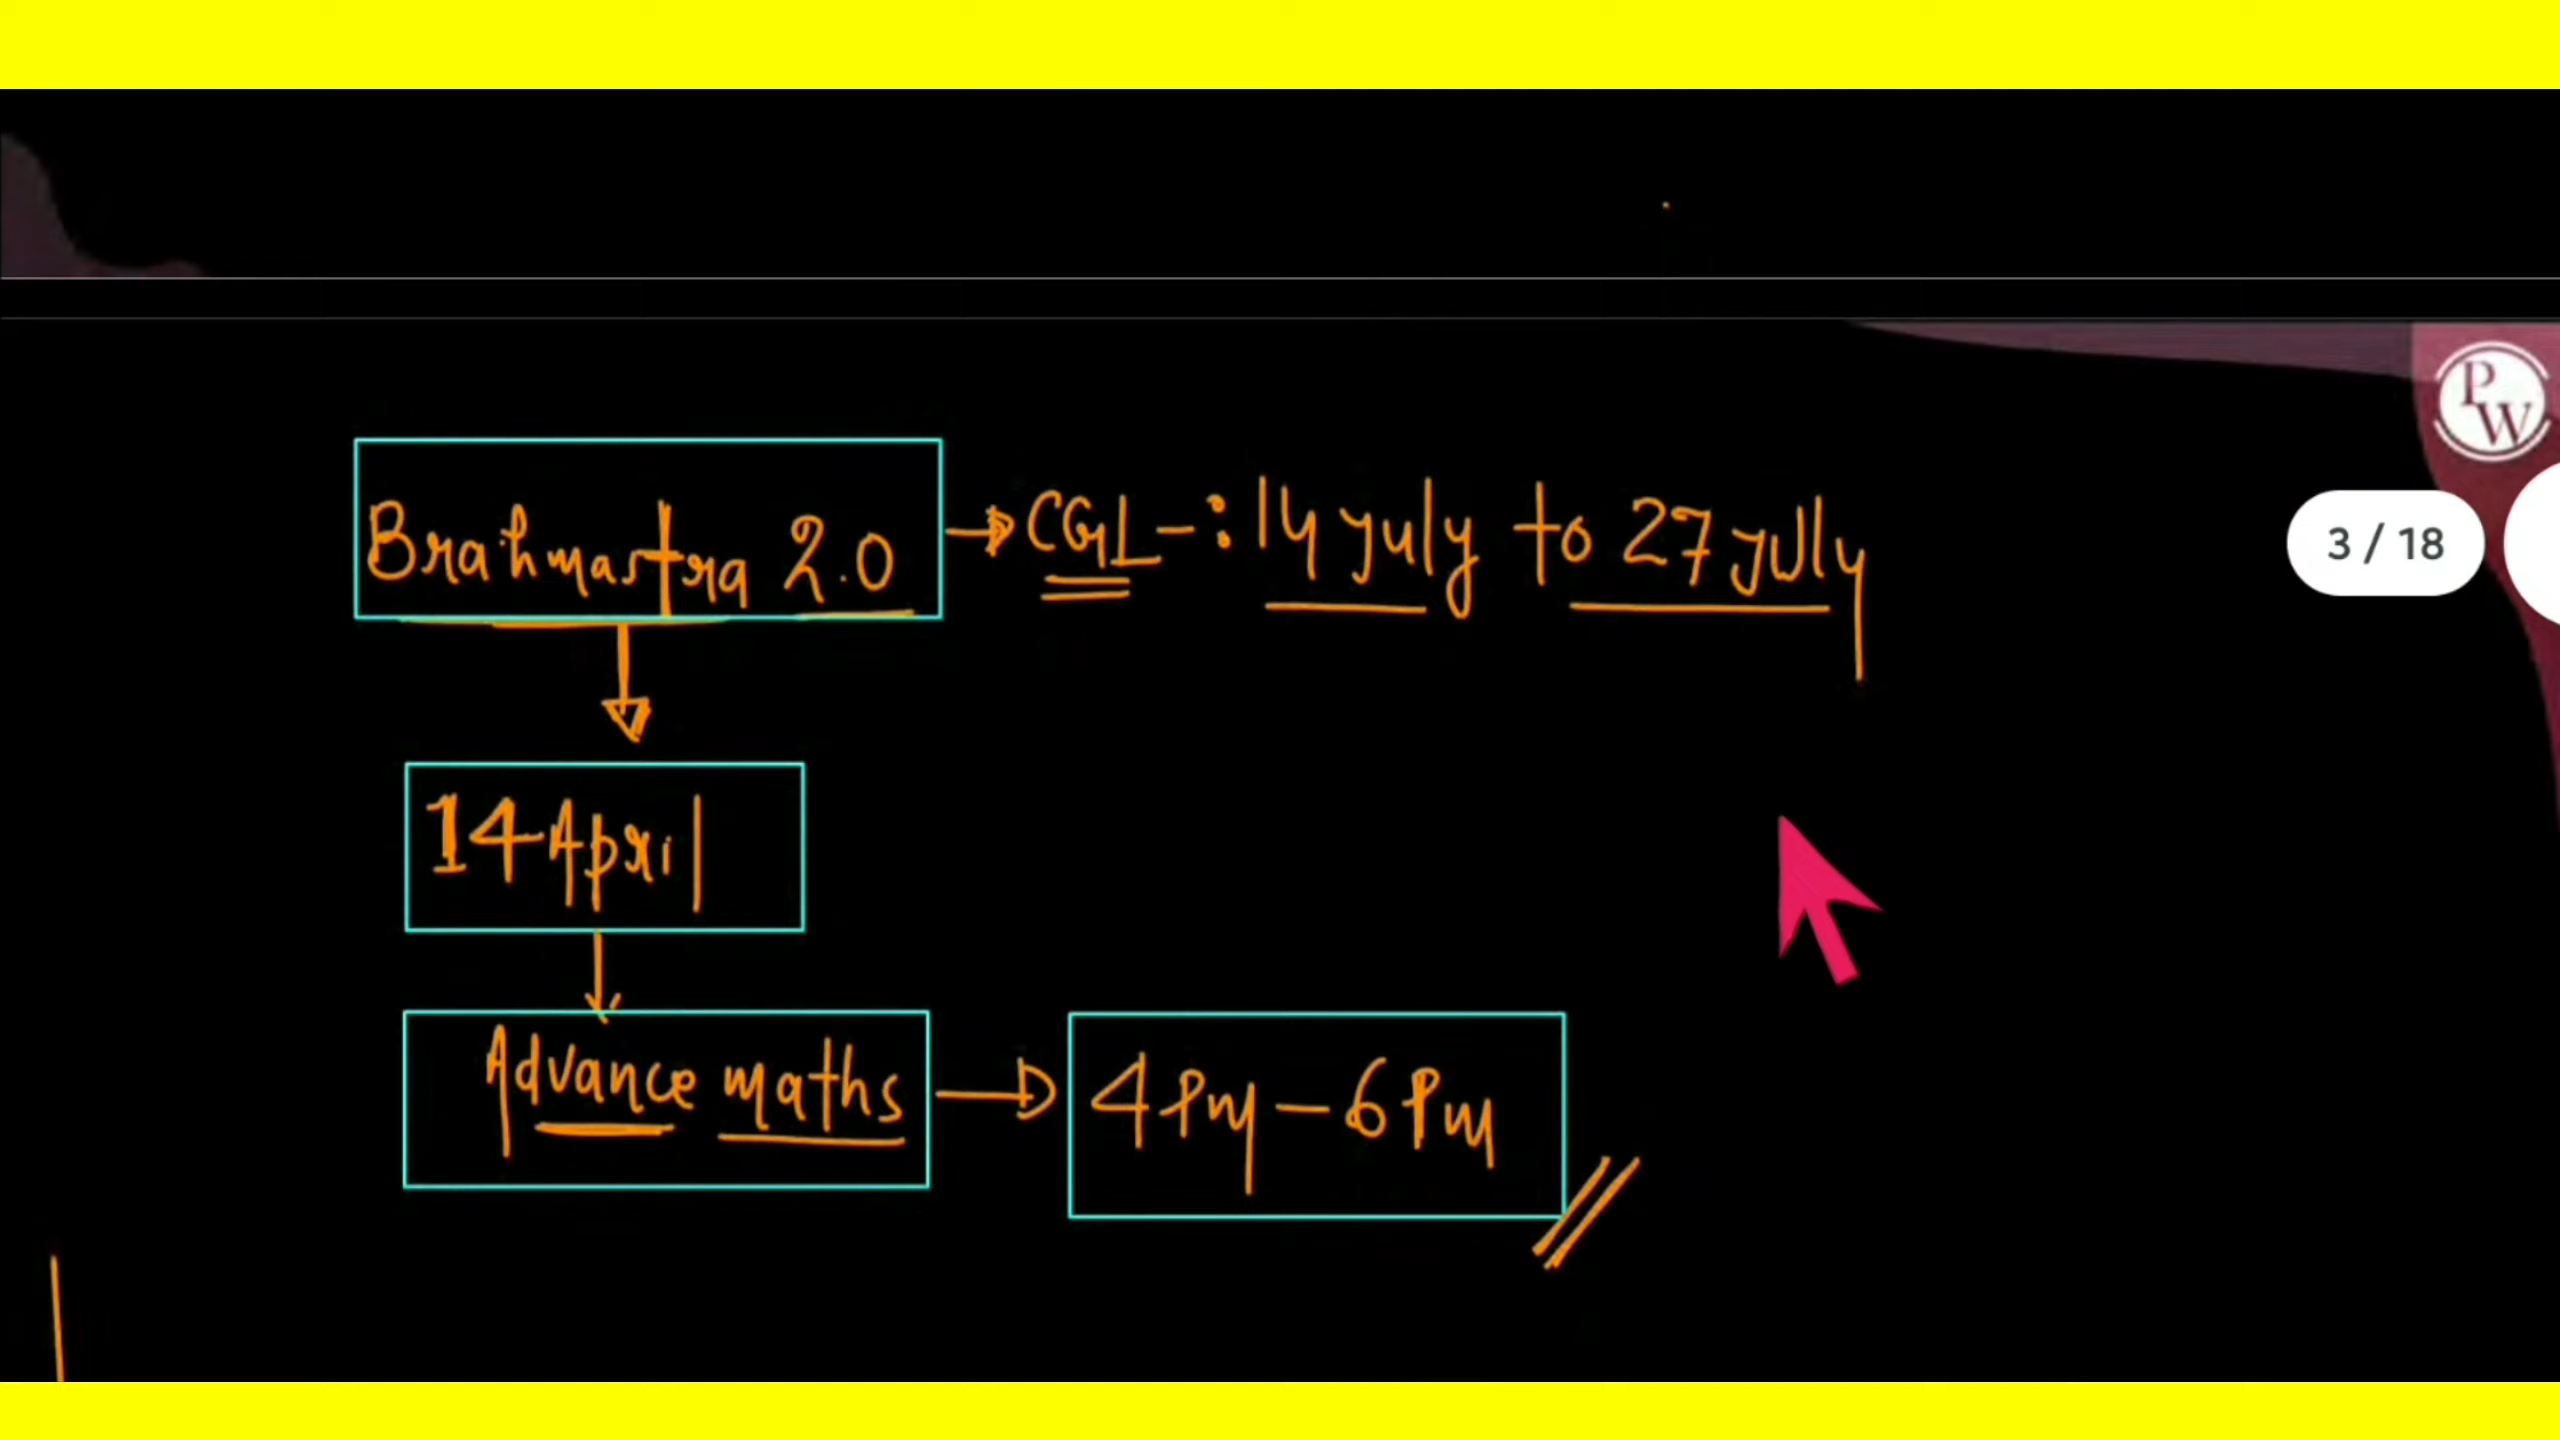 PW
Brahmastra 2.0 → CGL-: 14 july to 27 july
3 / 18
14 April
Advance maths → 4 Pm - 6 Pm